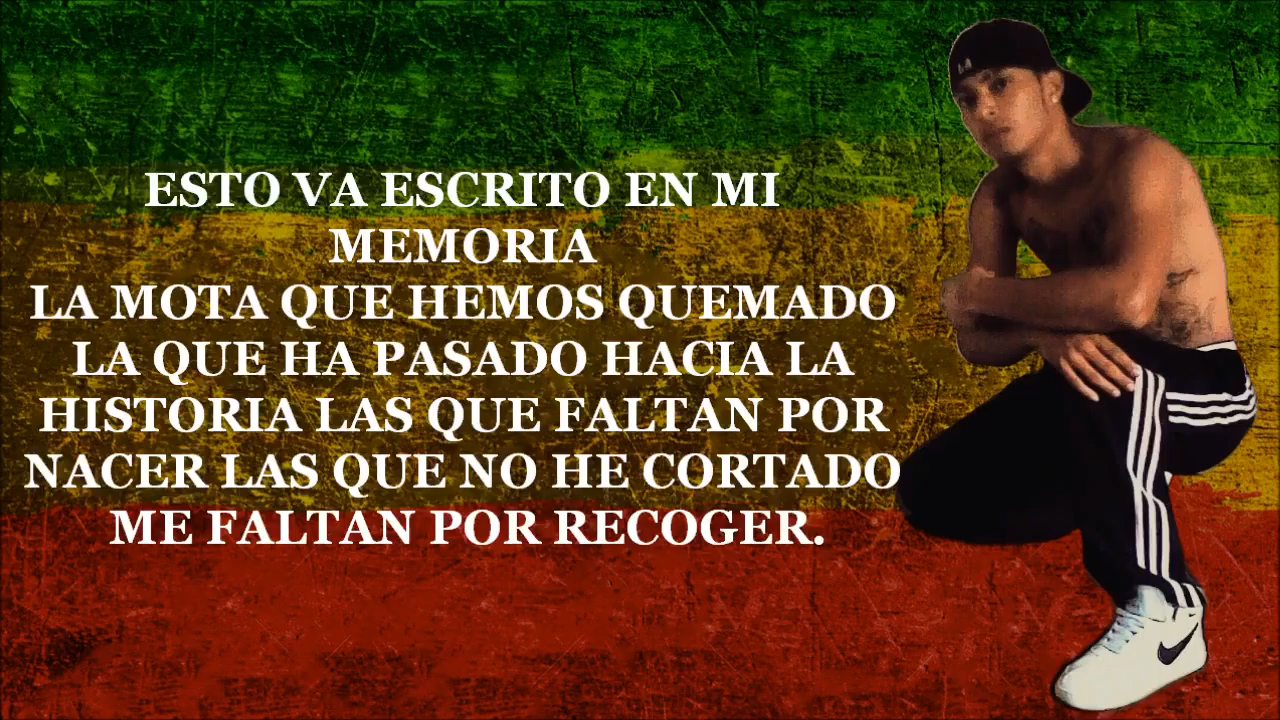 ESTO VA ESCRITO EN MI
MEMORIA
LA MOTA QUE HEMOS QUEMADO
LA QUE HA PASADO HACIA LA
HISTORIA LAS QUE FALTAN POR
NACER LAS QUE NO HE CORTADO
ME FALTAN POR RECOGER.